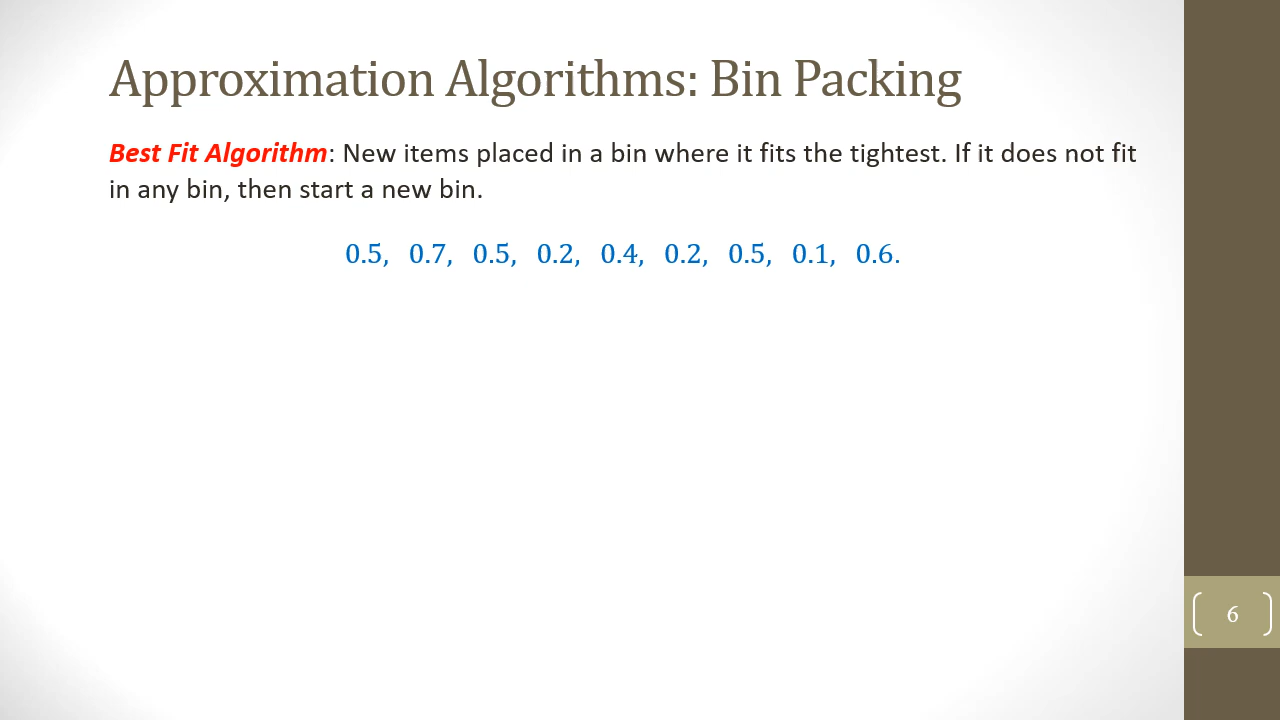 Approximation Algorithms: Bin Packing
Best Fit Algorithm: New items placed in a bin where it fits the tightest. If it does not fit
in any bin, then start a new bin.
0.5, 0.7, 0.5, 0.2, 0.4, 0.2, 0.5, 0.1, 0.6.
6